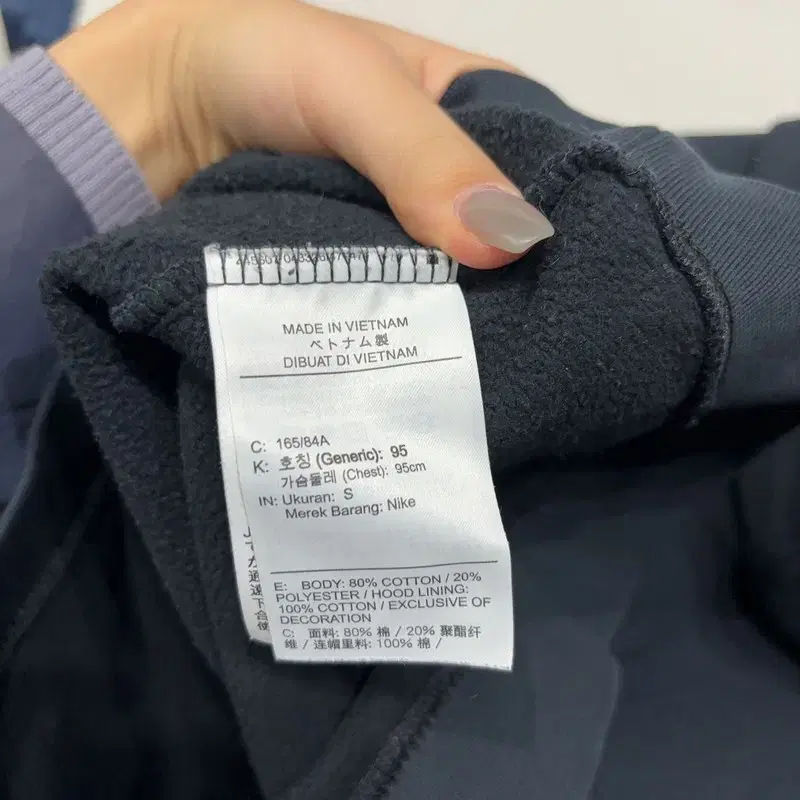 MADE IN VIETNAM
ベトナム製
DIBUAT DI VIETNAM
C: 165/84A
K: 호칭 (Generic): 95
가슴둘레 (Chest): 95cm
IN: Ukuran: S
Merek Barang: Nike
E: BODY: 80% COTTON / 20%
POLYESTER / HOOD LINING:
100% COTTON / EXCLUSIVE OF
DECORATION
C: 面料: 80% 棉 / 20% 聚酯纤
维 / 连帽里料: 100% 棉 /